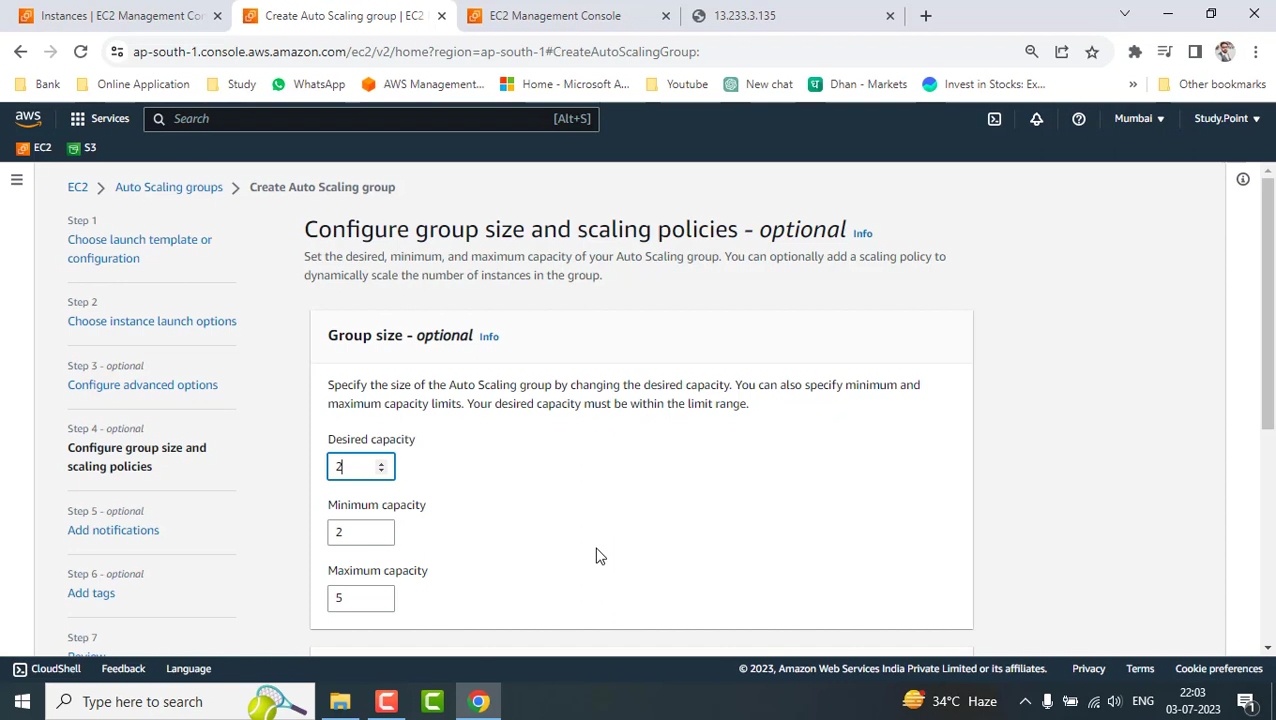 Instances | EC2 Management Con
Create Auto Scaling group | EC2
EC2 Management Console
13.233.3.135
ap-south-1.console.aws.amazon.com/ec2/v2/home?region=ap-south-1#CreateAutoScalingGroup:
Bank
Online Application
Study
WhatsApp
AWS Management...
Home - Microsoft A...
Youtube
New chat
Dhan - Markets
Invest in Stocks: Ex...
Other bookmarks
aws
Services
Search
[Alt+S]
Mumbai
Study.Point
EC2
S3
EC2
Auto Scaling groups
Create Auto Scaling group
Step 1
Choose launch template or
configuration
Step 2
Choose instance launch options
Step 3 - optional
Configure advanced options
Step 4 - optional
Configure group size and
scaling policies
Step 5 - optional
Add notifications
Step 6 - optional
Add tags
Step 7
Review
Configure group size and scaling policies - optional Info
Set the desired, minimum, and maximum capacity of your Auto Scaling group. You can optionally add a scaling policy to
dynamically scale the number of instances in the group.
Group size - optional Info
Specify the size of the Auto Scaling group by changing the desired capacity. You can also specify minimum and
maximum capacity limits. Your desired capacity must be within the limit range.
Desired capacity
2
Minimum capacity
2
Maximum capacity
5
CloudShell
Feedback
Language
© 2023, Amazon Web Services India Private Limited or its affiliates.
Privacy
Terms
Cookie preferences
Type here to search
34°C Haze
ENG
22:03
03-07-2023
1